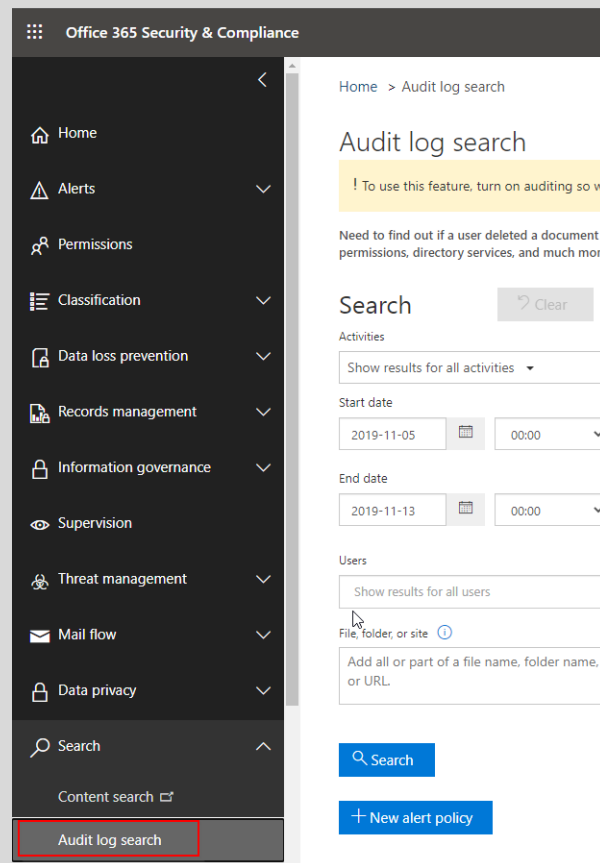 Office 365 Security & Compliance
Home
Alerts
Permissions
Classification
Data loss prevention
Records management
Information governance
Supervision
Threat management
Mail flow
Data privacy
Search
Content search
Audit log search
Home > Audit log search
Audit log search
! To use this feature, turn on auditing so
Need to find out if a user deleted a document
permissions, directory services, and much
Search
Clear
Activities
Show results for all activities
Start date
2019-11-05
00:00
End date
2019-11-13
00:00
Users
Show results for all users
File, folder, or site
Add all or part of a file name, folder name,
or URL.
Search
+ New alert policy